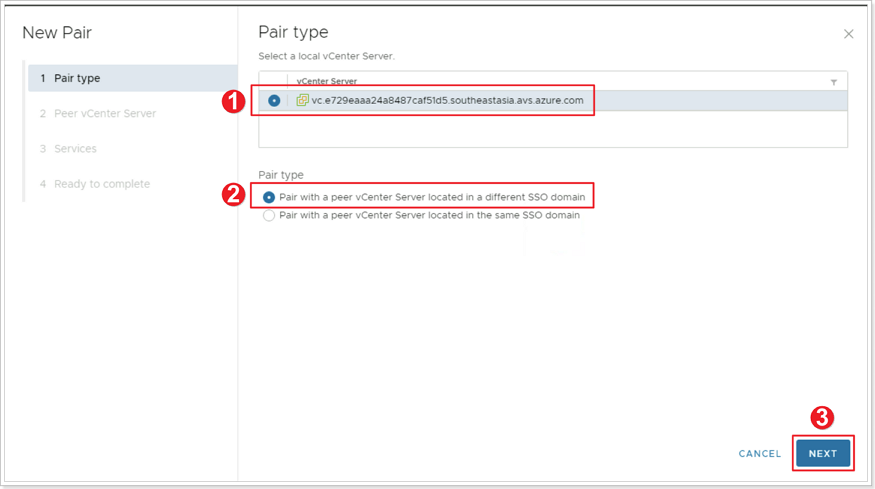 New Pair
1 Pair type
2 Peer vCenter Server
3 Services
4 Ready to complete
Pair type
Select a local vCenter Server.
vCenter Server
1
vc.e729eaaa24a8487caf51d5.southeastasia.avs.azure.com
Pair type
2
Pair with a peer vCenter Server located in a different SSO domain
Pair with a peer vCenter Server located in the same SSO domain
3
CANCEL NEXT